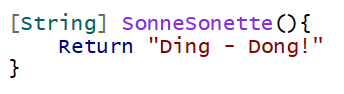 [String] SonneSonette(){
    Return "Ding - Dong!"
}